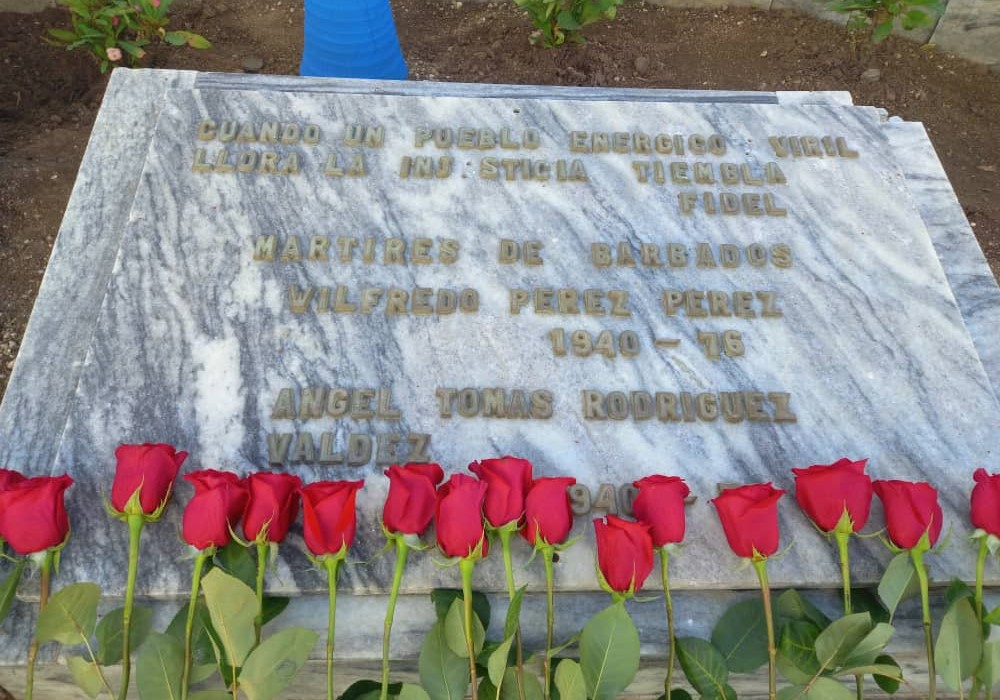 CUANDO UN PUEBLO ENERGICO VIRIL
LLORA LA INJ STICIA TIEMBLA
FIDEL
MARTIRES DE BARBADOS
WILFREDO PEREZ PEREZ
1940 - 76
ANGEL TOMAS RODRIGUEZ
VALDEZ